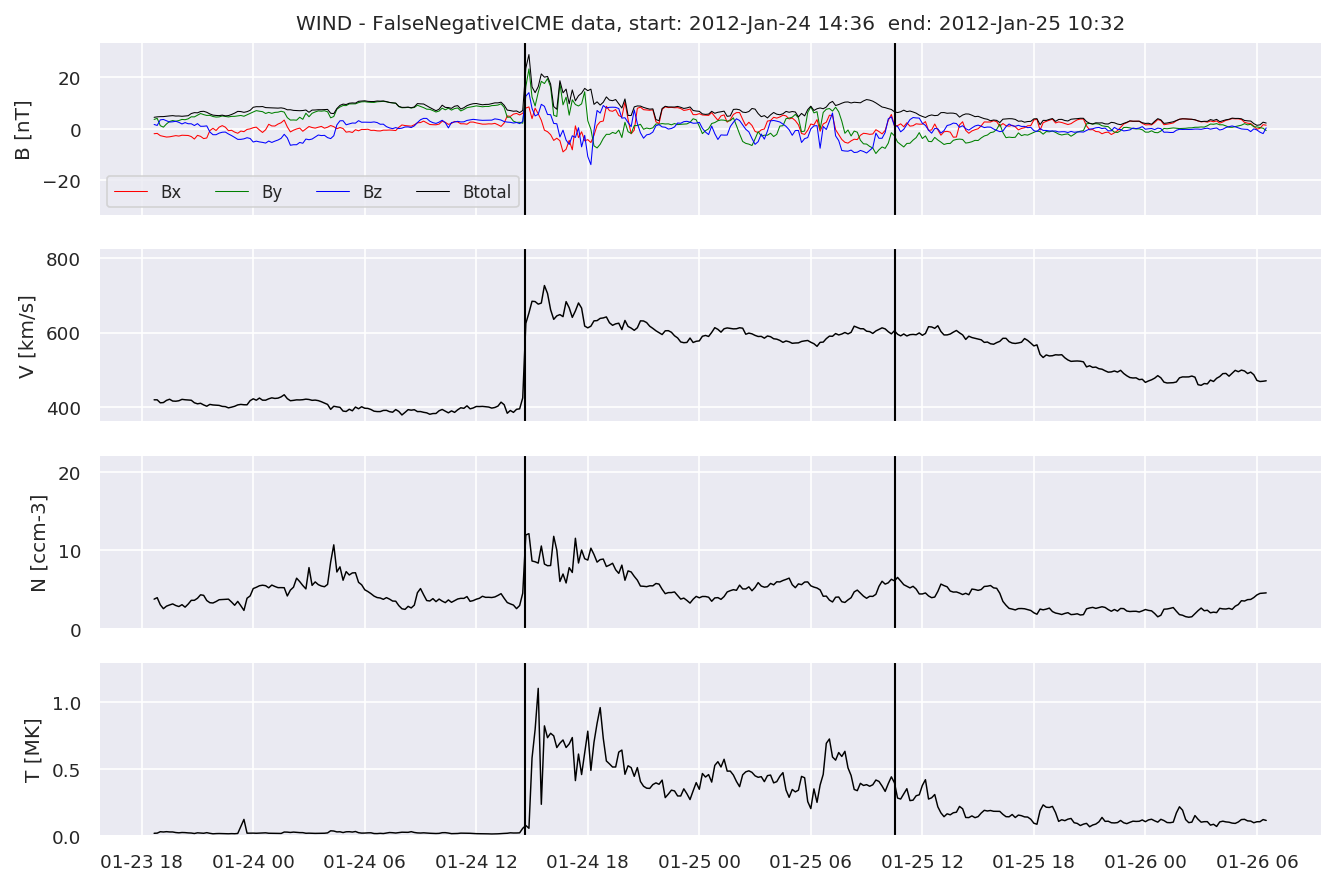 WIND - FalseNegativeICME data, start: 2012-Jan-24 14:36  end: 2012-Jan-25 10:32
B [nT]
20
0
−20
Bx By Bz Btotal
V [km/s]
800
600
400
N [ccm-3]
20
10
0
T [MK]
1.0
0.5
0.0
01-23 18 01-24 00 01-24 06 01-24 12 01-24 18 01-25 00 01-25 06 01-25 12 01-25 18 01-26 00 01-26 06